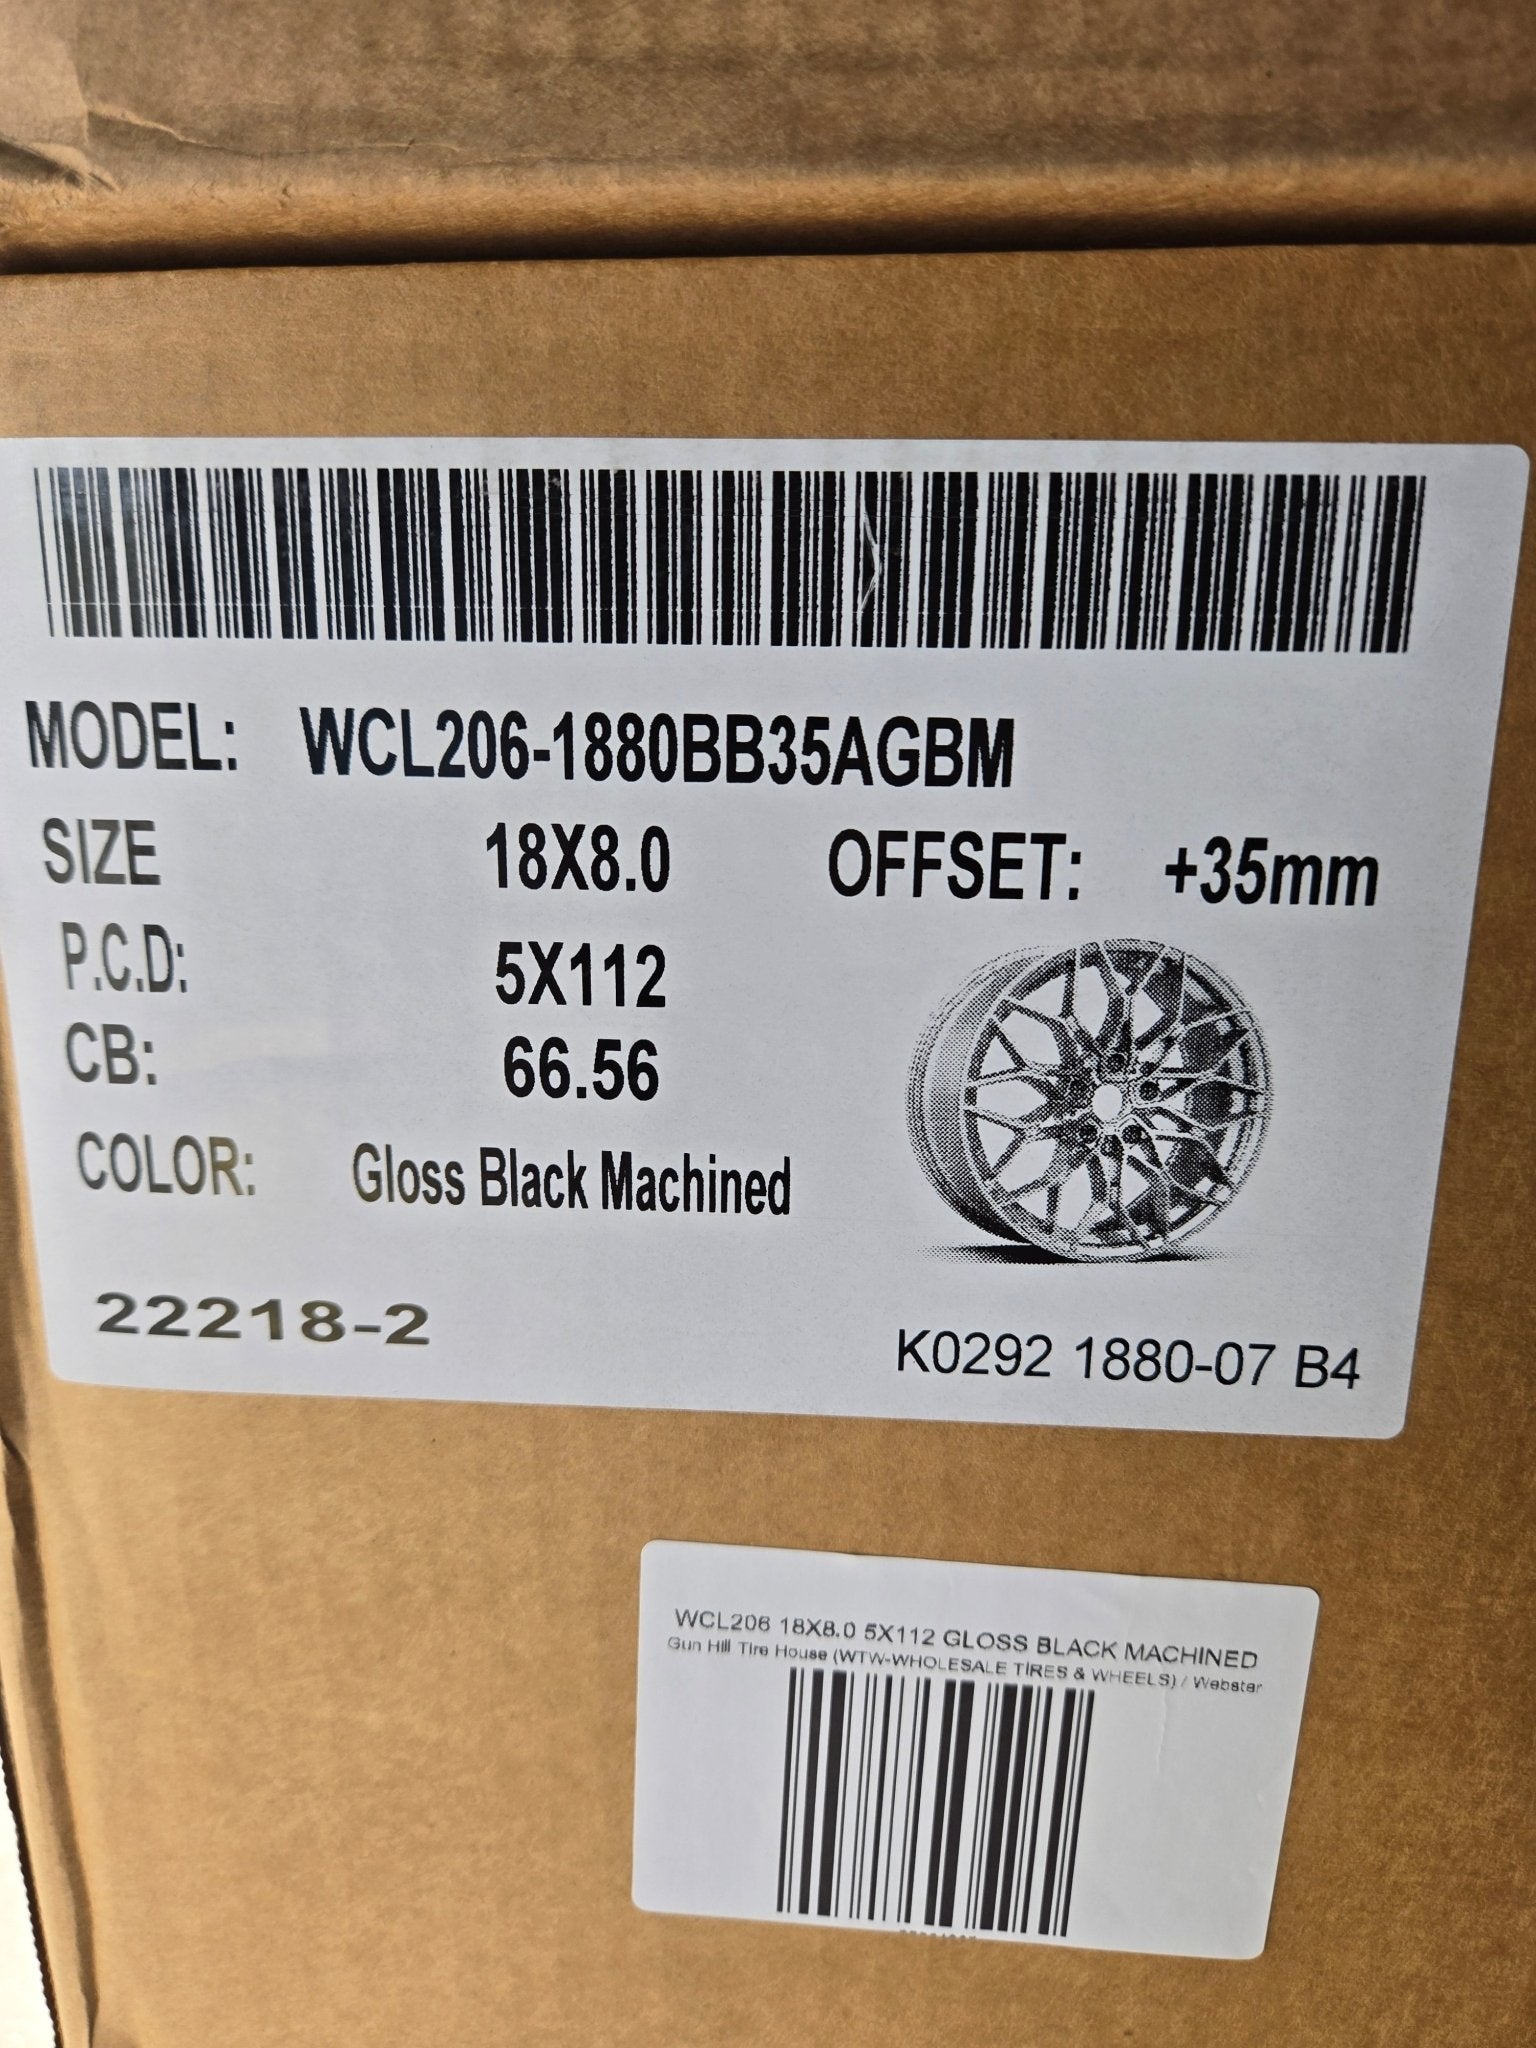 MODEL: WCL206-1880BB35AGBM
SIZE 18X8.0 OFFSET: +35mm
P.C.D: 5X112
CB: 66.56
COLOR: Gloss Black Machined
22218-2
K0292 1880-07 B4
WCL206 18X8.0 5X112 GLOSS BLACK MACHINED
Gun Hill Tire House (WTW-WHOLESALE TIRES & WHEELS) / Webster